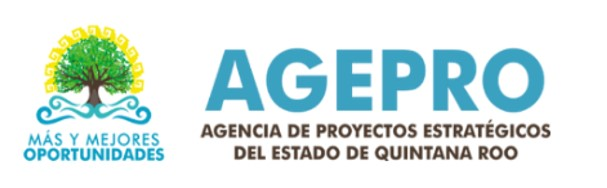 MÁS Y MEJORES
OPORTUNIDADES
AGEPRO
AGENCIA DE PROYECTOS ESTRATÉGICOS
DEL ESTADO DE QUINTANA ROO